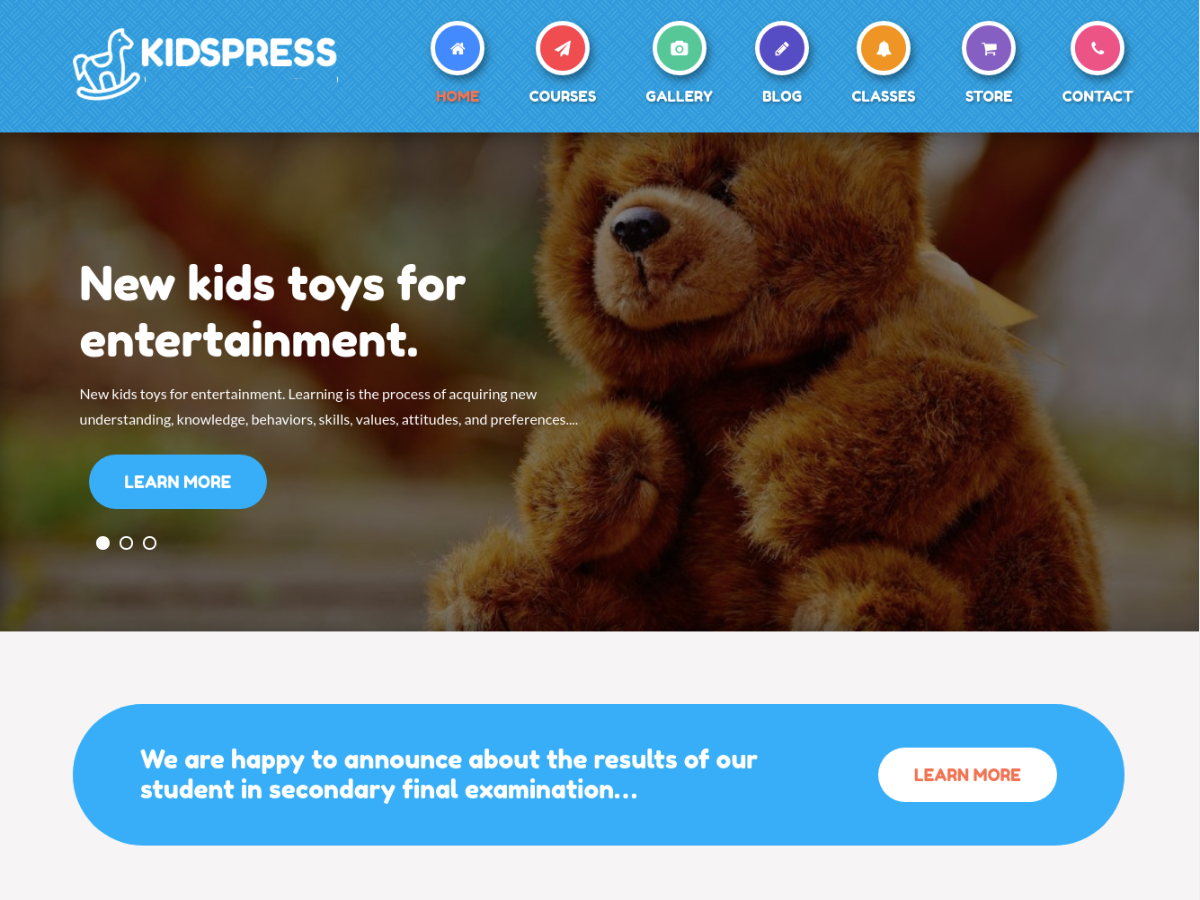 KIDSPRESS
HOME
COURSES
GALLERY
BLOG
CLASSES
STORE
CONTACT
New kids toys for
entertainment.
New kids toys for entertainment. Learning is the process of acquiring new
understanding, knowledge, behaviors, skills, values, attitudes, and preferences....
LEARN MORE
We are happy to announce about the results of our
student in secondary final examination...
LEARN MORE